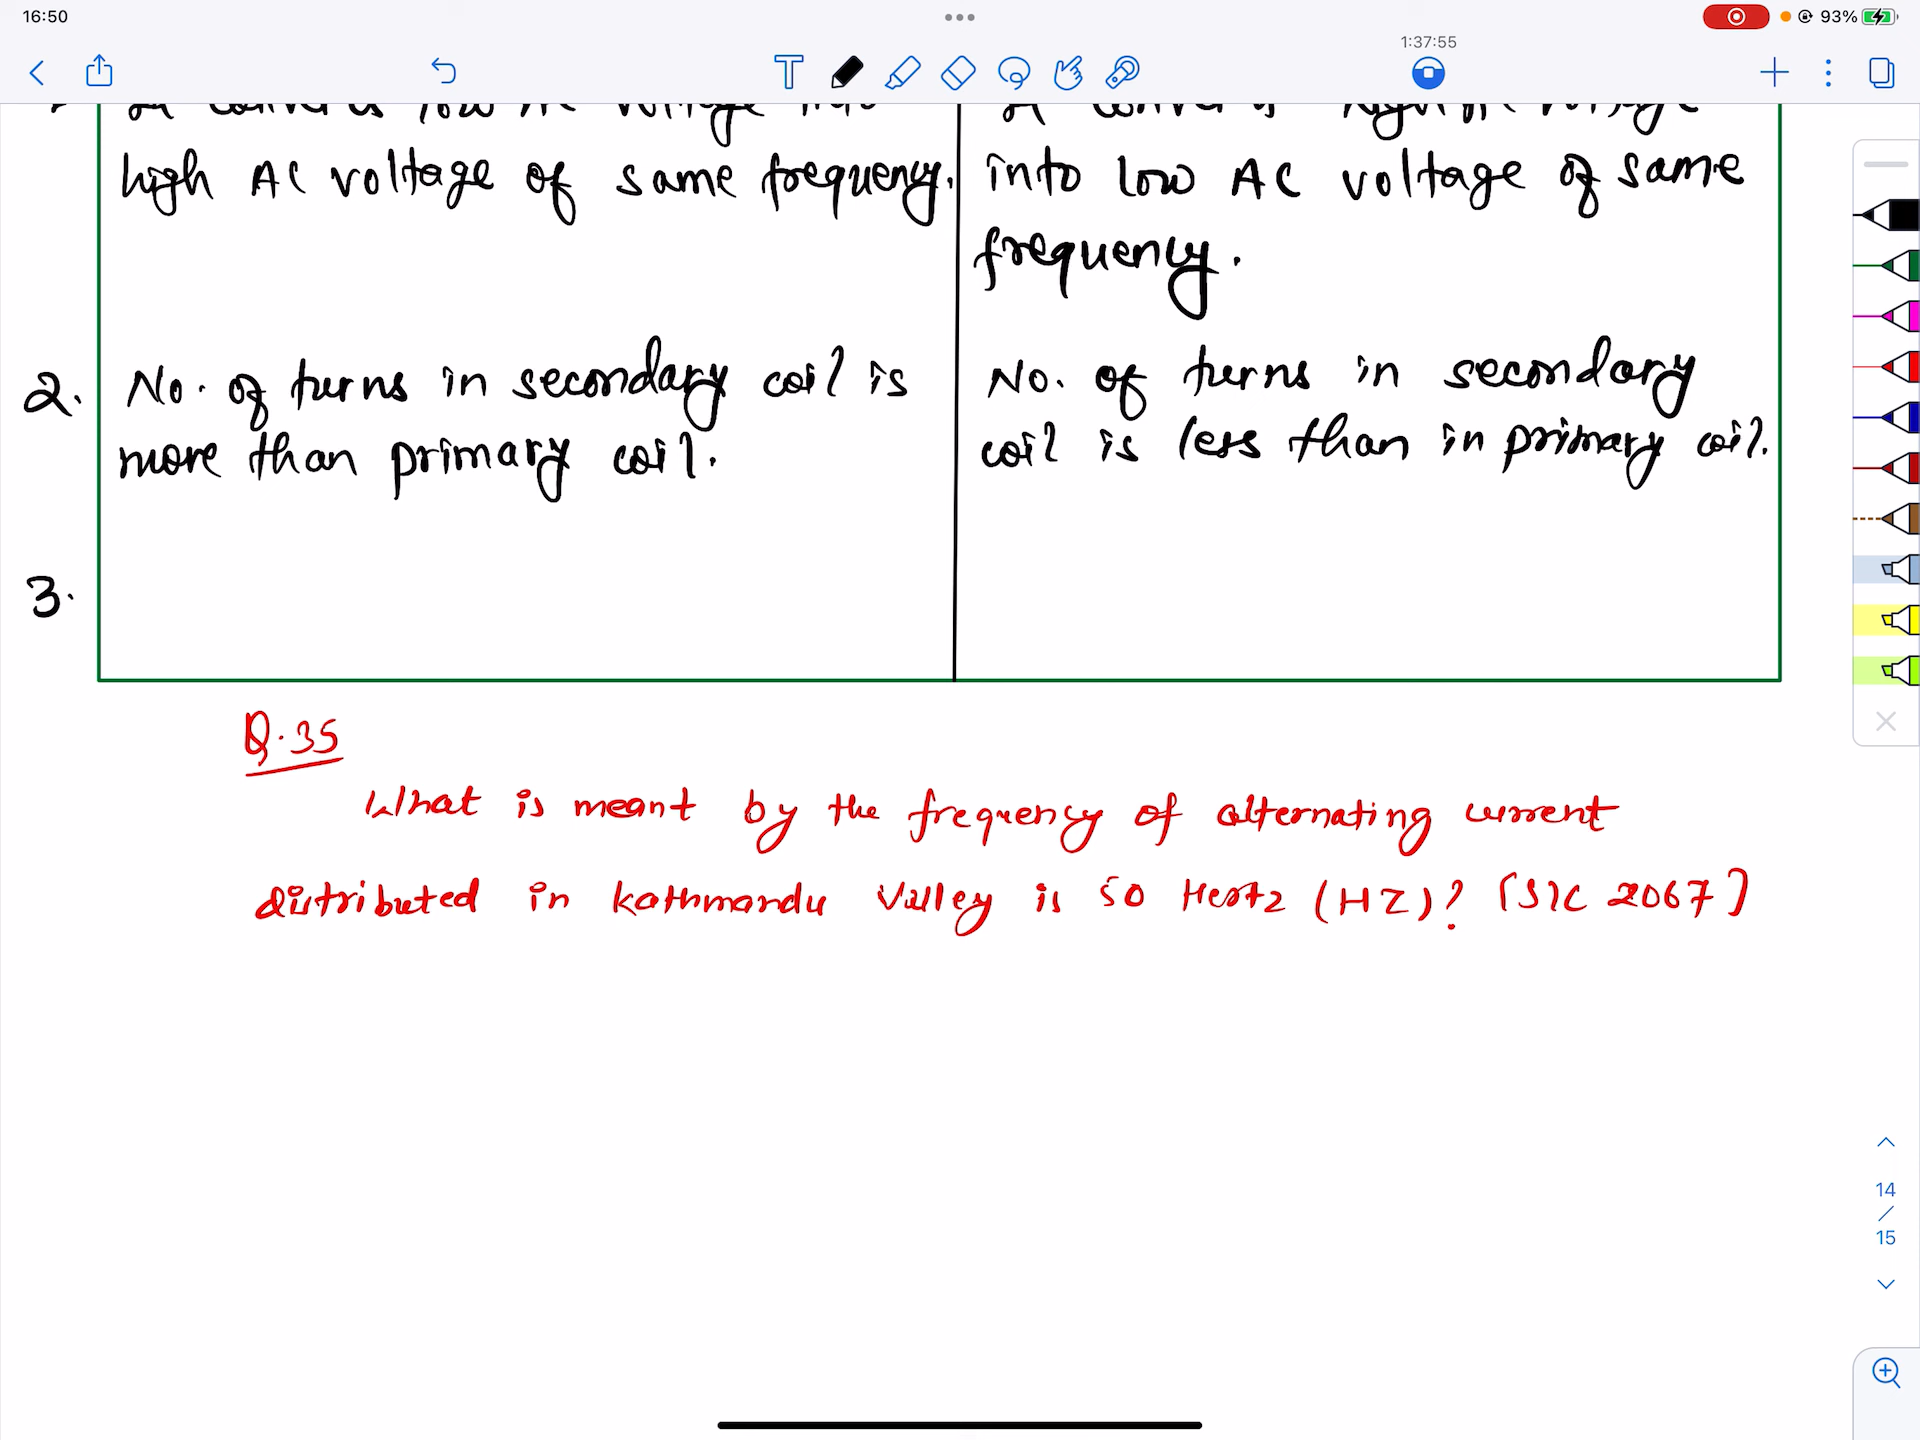 16:50
93%
1:37:55
high AC voltage of same frequency.
into low AC voltage of same
frequency.
2. No. of turns in secondary coil is
more than primary coil.
No. of turns in secondary
coil is less than in primary coil.
3.
Q.35
What is meant by the frequency of alternating current
distributed in Kathmandu Valley is 50 Hertz (HZ)? [SLC 2067]
14
/
15